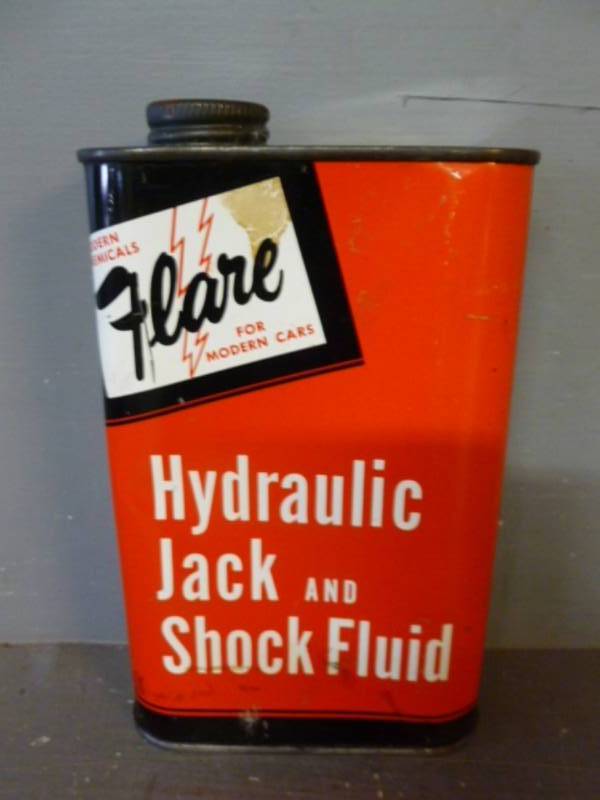 Flare
FOR
MODERN CARS
Hydraulic
Jack AND
Shock Fluid